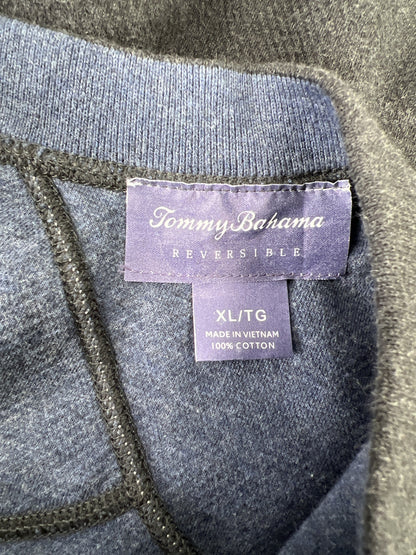 Tommy Bahama
REVERSIBLE
XL/TG
MADE IN VIETNAM
100% COTTON